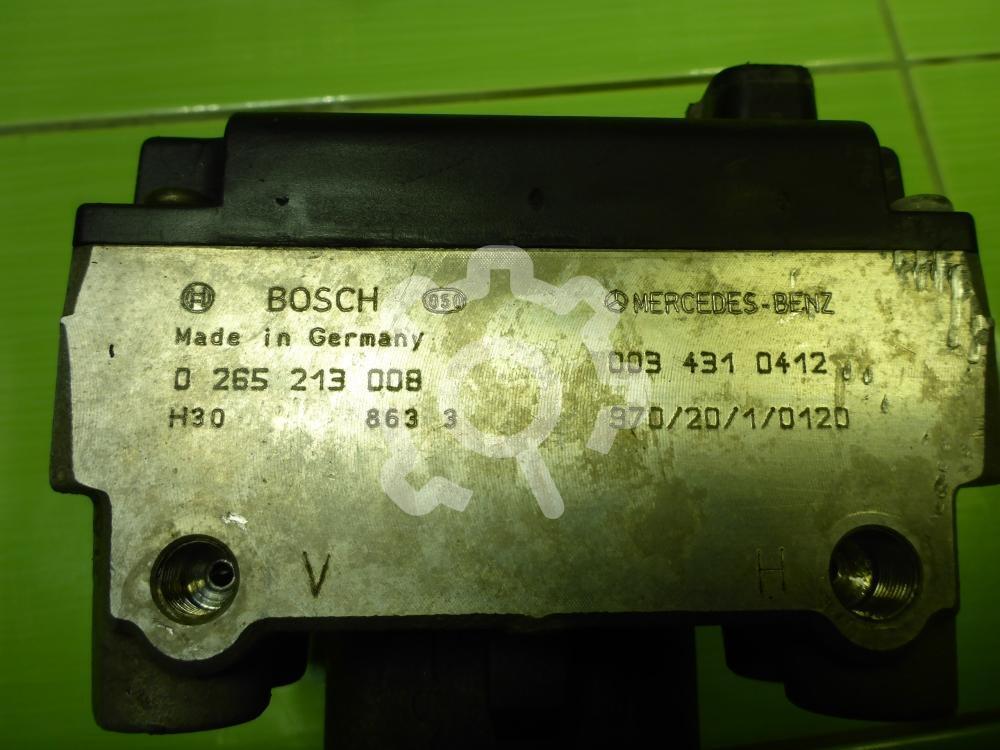 BOSCH 050
Made in Germany
0 265 213 008
H30 863 3
MERCEDES-BENZ
003 431 0412
970/20/1/0120
V
H